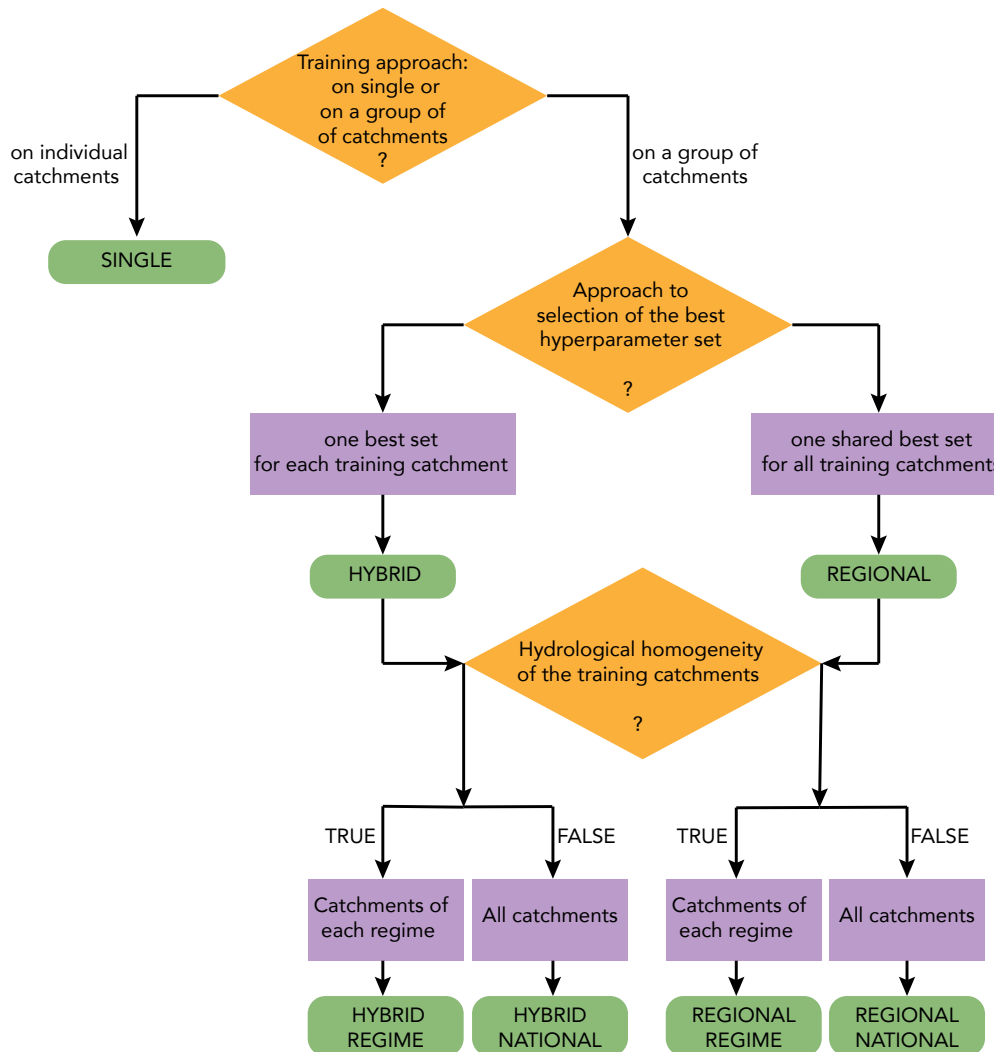 Training approach:
on single or
on a group of
of catchments
?
on individual
catchments
on a group of
catchments
SINGLE
Approach to
selection of the best
hyperparameter set
?
one best set
for each training catchment
one shared best set
for all training catchments
HYBRID
REGIONAL
Hydrological homogeneity
of the training catchments
?
TRUE
FALSE
TRUE
FALSE
Catchments of
each regime
All catchments
Catchments of
each regime
All catchments
HYBRID
REGIME
HYBRID
NATIONAL
REGIONAL
REGIME
REGIONAL
NATIONAL